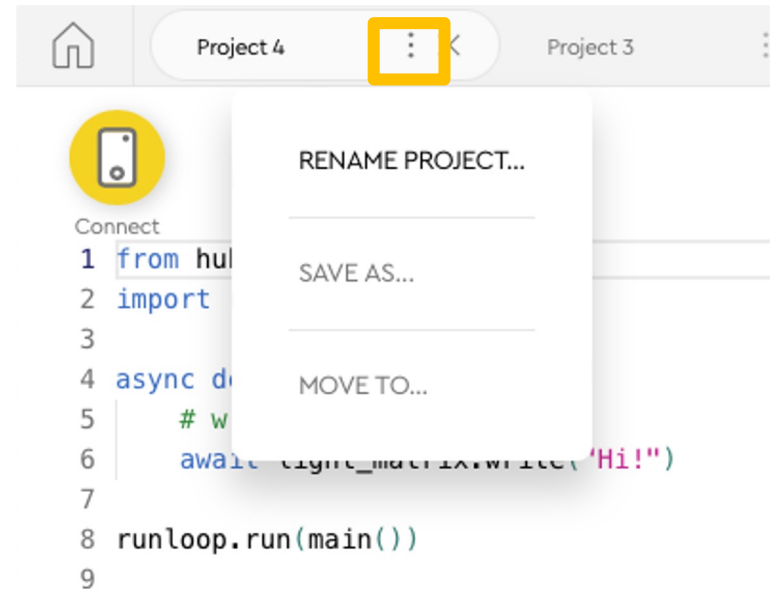 Project 4
Project 3
RENAME PROJECT...
SAVE AS...
MOVE TO...
Connect
1 from
2 import
3
4 async
5 # w
6 await light_matrix.write("Hi!")
7
8 runloop.run(main())
9